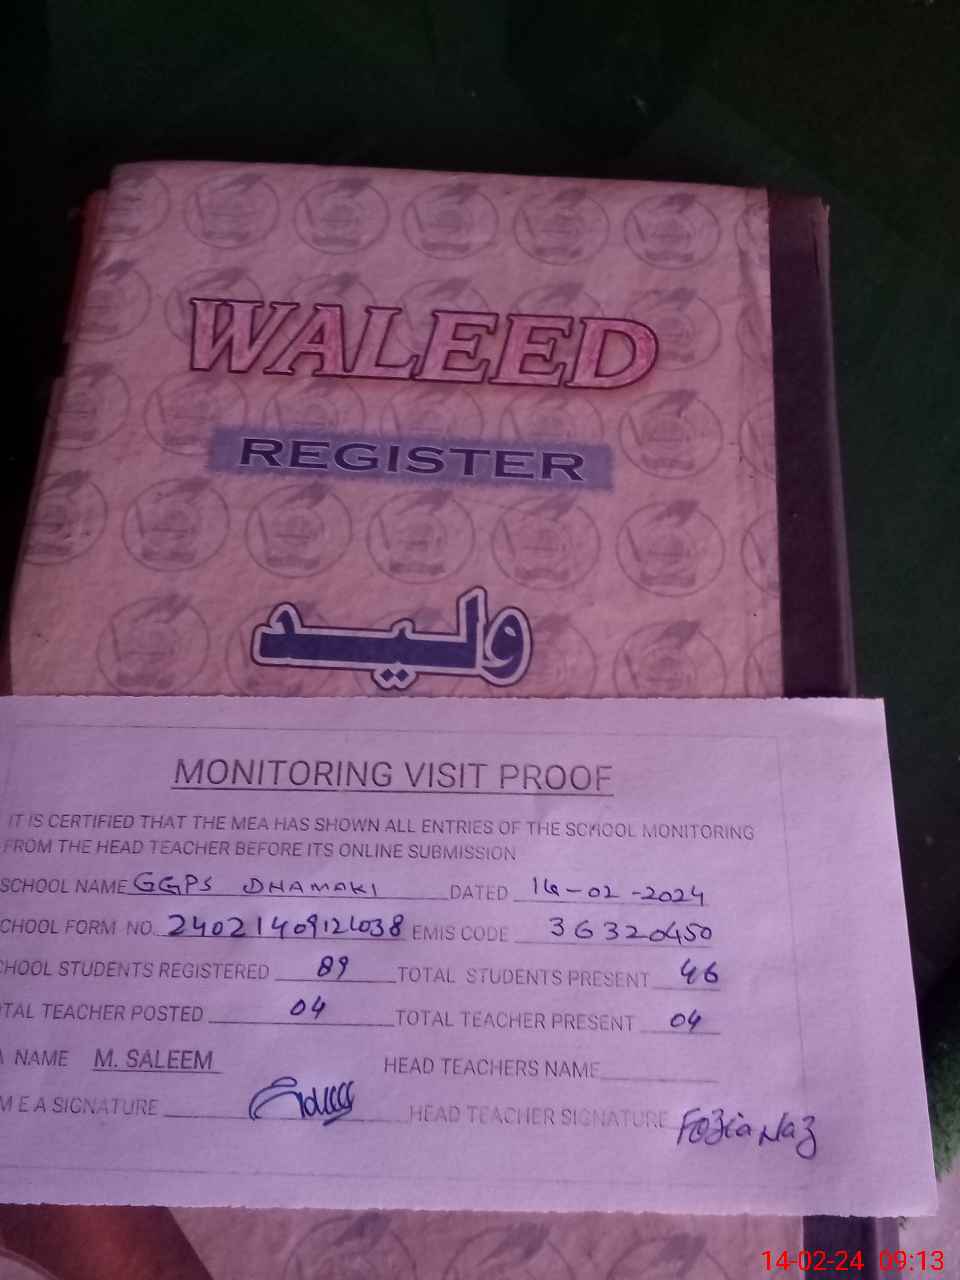 WALEED
REGISTER
ولید
MONITORING VISIT PROOF
IT IS CERTIFIED THAT THE MEA HAS SHOWN ALL ENTRIES OF THE SCHOOL MONITORING
FROM THE HEAD TEACHER BEFORE ITS ONLINE SUBMISSION
SCHOOL NAME GGPS DHAMAKI DATED 14-02-2024
CHOOL FORM NO. 24021409124038 EMIS CODE 36320450
CHOOL STUDENTS REGISTERED 89 TOTAL STUDENTS PRESENT 46
TAL TEACHER POSTED 04 TOTAL TEACHER PRESENT 04
A NAME M. SALEEM HEAD TEACHERS NAME
M E A SIGNATURE HEAD TEACHER SIGNATURE Fozia Naz
14-02-24 09:13